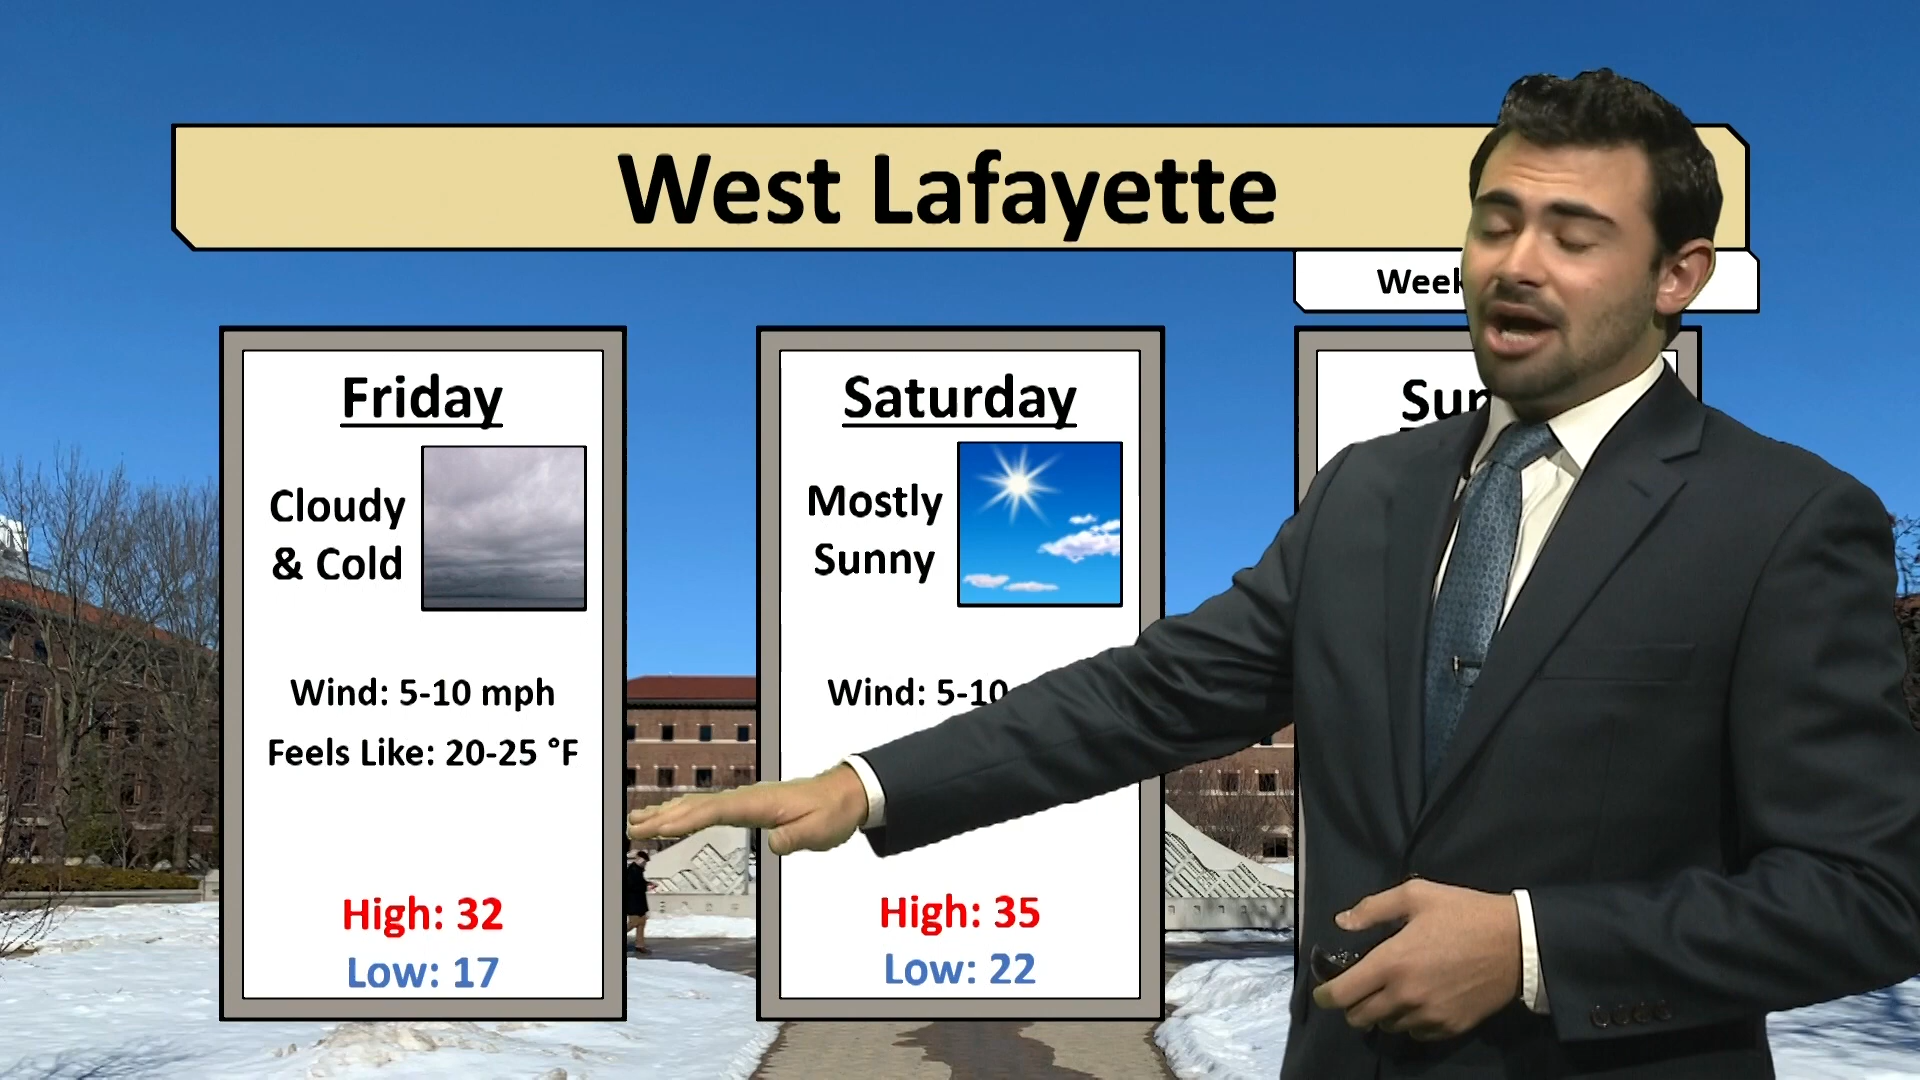 West Lafayette
Friday
Cloudy
& Cold
Wind: 5-10 mph
Feels Like: 20-25 °F
High: 32
Low: 17
Saturday
Mostly
Sunny
Wind: 5-10
High: 35
Low: 22